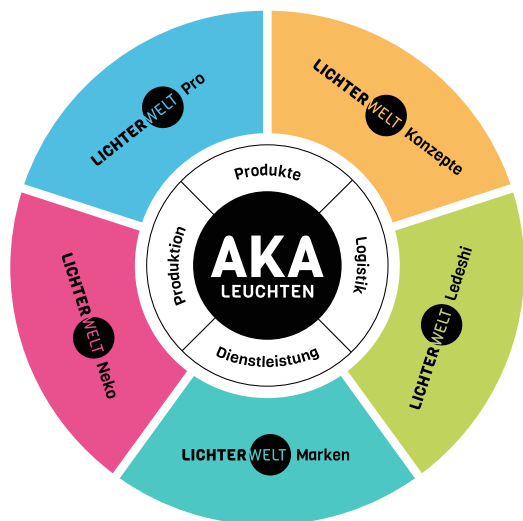 LICHTERWELT Pro
LICHTERWELT Konzepte
Produkte
Produktion
AKA
LEUCHTEN
Logistik
Dienstleistung
LICHTERWELT Neko
LICHTERWELT Ledeshi
LICHTERWELT Marken